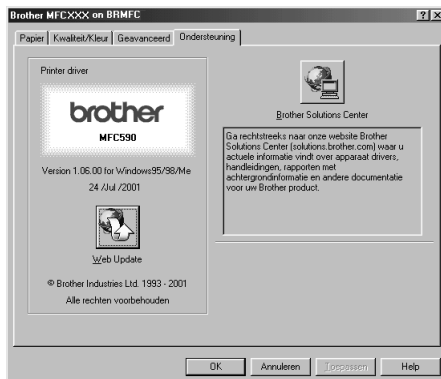 Brother MFCXXX on BRMFC
Papier
Kwaliteit/Kleur
Geavanceerd
Ondersteuning
Printer driver
brother
MFC590
Version 1.06.00 for Windows95/98/Me
24 /Jul /2001
Web Update
© Brother Industries Ltd. 1993 - 2001
Alle rechten voorbehouden
Brother Solutions Center
Ga rechtstreeks naar onze website Brother
Solutions Center (solutions.brother.com) waar u
actuele informatie vindt over apparaat drivers,
handleidingen, rapporten met
achtergrondinformatie en andere documentatie
voor uw Brother product.
OK
Annuleren
Toepassen
Help